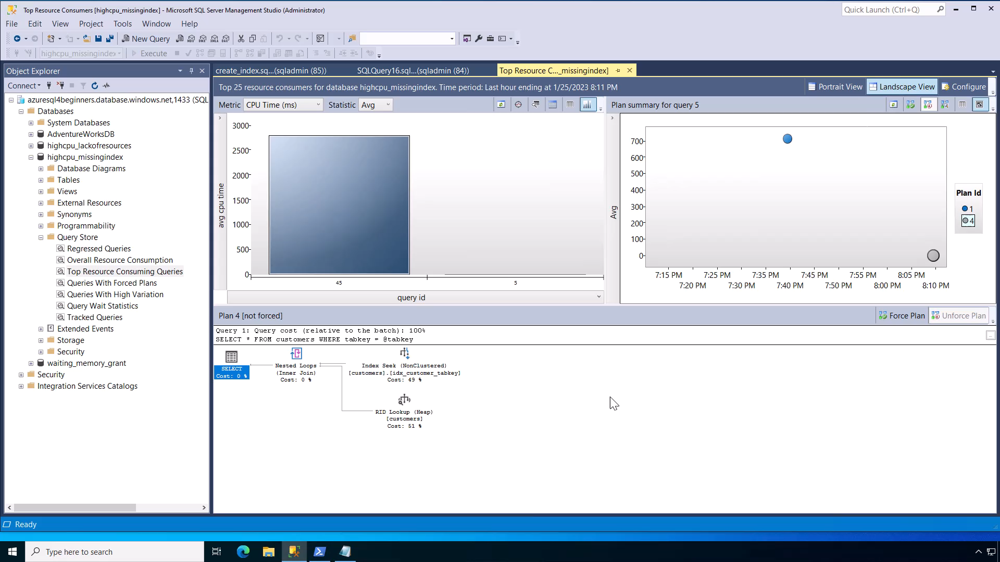 Top Resource Consumers [highcpu_missingindex] - Microsoft SQL Server Management Studio (Administrator)
Quick Launch (Ctrl+Q)
File Edit View Project Tools Window Help
New Query
highcpu_missingindex Execute
Object Explorer
create_index.sq...(sqladmin (85)) SQLQuery16.sql...(sqladmin (84)) Top Resource C..._missingindex]
Connect
Top 25 resource consumers for database highcpu_missingindex. Time period: Last hour ending at 1/25/2023 8:11 PM
Portrait View Landscape View Configure
azuresql4beginners.database.windows.net,1433 (SQL
Databases
System Databases
AdventureWorksDB
highcpu_lackofresources
highcpu_missingindex
Database Diagrams
Tables
Views
External Resources
Synonyms
Programmability
Query Store
Regressed Queries
Overall Resource Consumption
Top Resource Consuming Queries
Queries With Forced Plans
Queries With High Variation
Query Wait Statistics
Tracked Queries
Extended Events
Storage
Security
waiting_memory_grant
Security
Integration Services Catalogs
Metric CPU Time (ms) Statistic Avg
3000
2500
2000
1500
1000
500
0
avg cpu time
45 5
query id
Plan summary for query 5
700
600
500
400
300
200
100
0
Avg
7:15 PM 7:25 PM 7:35 PM 7:45 PM 7:55 PM 8:05 PM
7:20 PM 7:30 PM 7:40 PM 7:50 PM 8:00 PM 8:10 PM
Plan Id
1
4
Plan 4 [not forced]
Force Plan Unforce Plan
Query 1: Query cost (relative to the batch): 100%
SELECT * FROM customers WHERE tabkey = @tabkey
SELECT
Cost: 0 %
Nested Loops
(Inner Join)
Cost: 0 %
Index Seek (NonClustered)
[customers].[idx_customer_tabkey]
Cost: 49 %
RID Lookup (Heap)
[customers]
Cost: 51 %
Ready
Type here to search